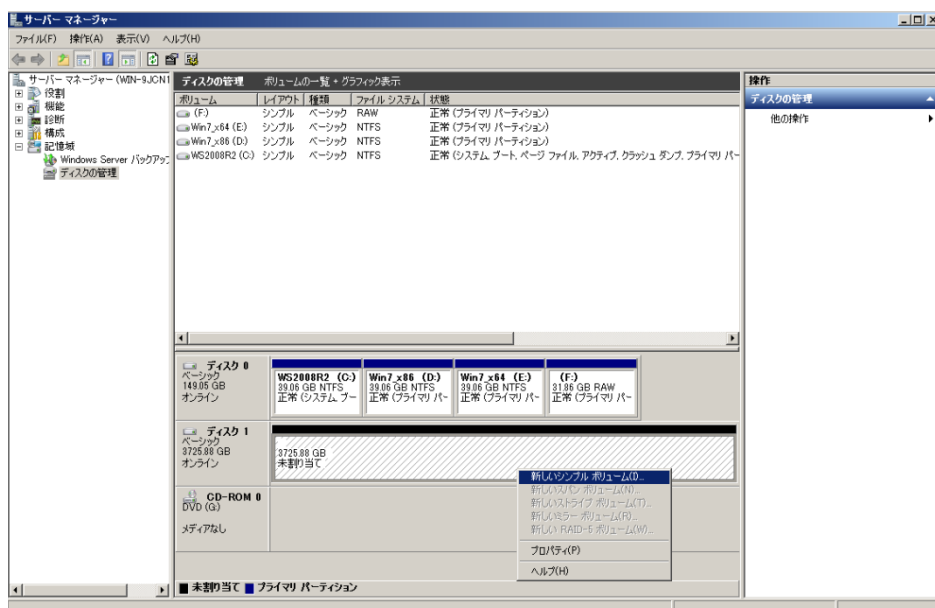 サーバー マネージャー
ファイル(F) 操作(A) 表示(V) ヘルプ(H)
サーバー マネージャー (WIN-9JCN1
役割
機能
診断
構成
記憶域
Windows Server バックアップ
ディスクの管理
ディスクの管理 ボリュームの一覧 + グラフィック表示
ボリューム レイアウト 種類 ファイル システム 状態
(F:) シンプル ベーシック RAW 正常 (プライマリ パーティション)
Win7_x64 (E:) シンプル ベーシック NTFS 正常 (プライマリ パーティション)
Win7_x86 (D:) シンプル ベーシック NTFS 正常 (プライマリ パーティション)
WS2008R2 (C:) シンプル ベーシック NTFS 正常 (システム, ブート, ページ ファイル, アクティブ, クラッシュ ダンプ, プライマリ パー
ディスク 0
ベーシック
149.05 GB
オンライン
WS2008R2 (C:)
39.06 GB NTFS
正常 (システム, ブー
Win7_x86 (D:)
39.06 GB NTFS
正常 (プライマリ パー
Win7_x64 (E:)
39.06 GB NTFS
正常 (プライマリ パー
(F:)
31.86 GB RAW
正常 (プライマリ パー
ディスク 1
ベーシック
3725.88 GB
オンライン
3725.88 GB
未割り当て
CD-ROM 0
DVD (G:)
メディアなし
新しいシンプル ボリューム(I)...
新しいスパン ボリューム(N)...
新しいストライプ ボリューム(T)...
新しいミラー ボリューム(R)...
新しい RAID-5 ボリューム(W)...
プロパティ(P)
ヘルプ(H)
未割り当て プライマリ パーティション
操作
ディスクの管理
他の操作